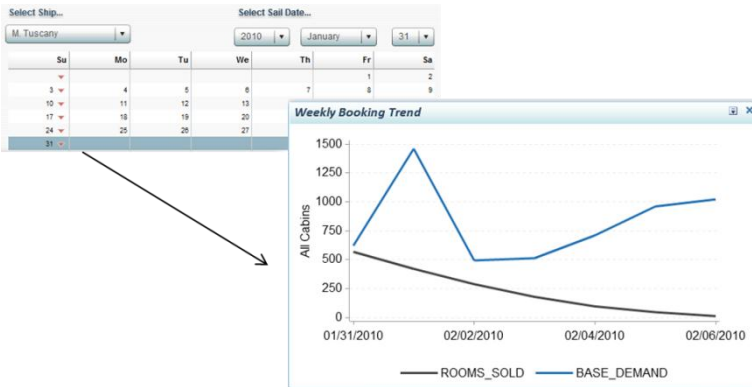 Select Ship...
Select Sail Date...
M. Tuscany
2010 January 31
Su Mo Tu We Th Fr Sa
1 2
3 4 5 6 7 8 9
10 11 12 13
17 18 19 20
24 25 26 27
31
Weekly Booking Trend
All Cabins
1500
1250
1000
750
500
250
0
01/31/2010 02/02/2010 02/04/2010 02/06/2010
ROOMS_SOLD BASE_DEMAND